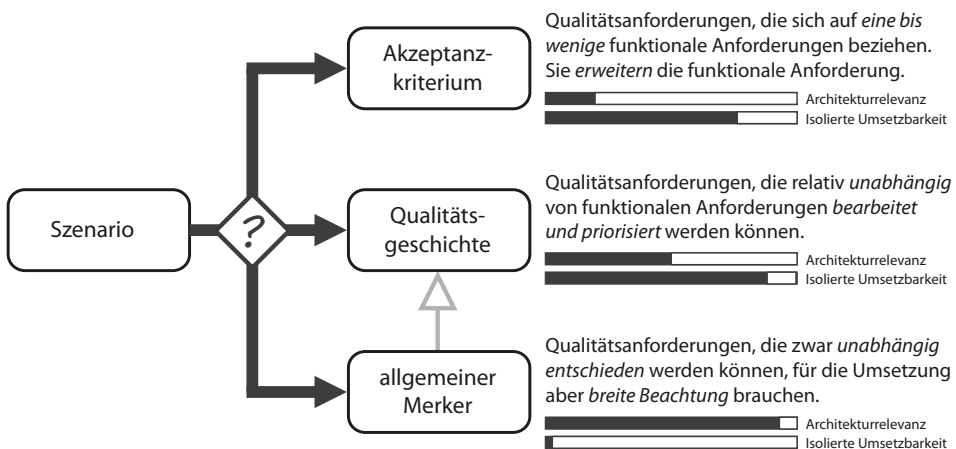 Akzeptanz-
kriterium
Qualitätsanforderungen, die sich auf eine bis
wenige funktionale Anforderungen beziehen.
Sie erweitern die funktionale Anforderung.
Architekturrelevanz
Isolierte Umsetzbarkeit
Szenario
?
Qualitäts-
geschichte
Qualitätsanforderungen, die relativ unabhängig
von funktionalen Anforderungen bearbeitet
und priorisiert werden können.
Architekturrelevanz
Isolierte Umsetzbarkeit
allgemeiner
Merker
Qualitätsanforderungen, die zwar unabhängig
entschieden werden können, für die Umsetzung
aber breite Beachtung brauchen.
Architekturrelevanz
Isolierte Umsetzbarkeit